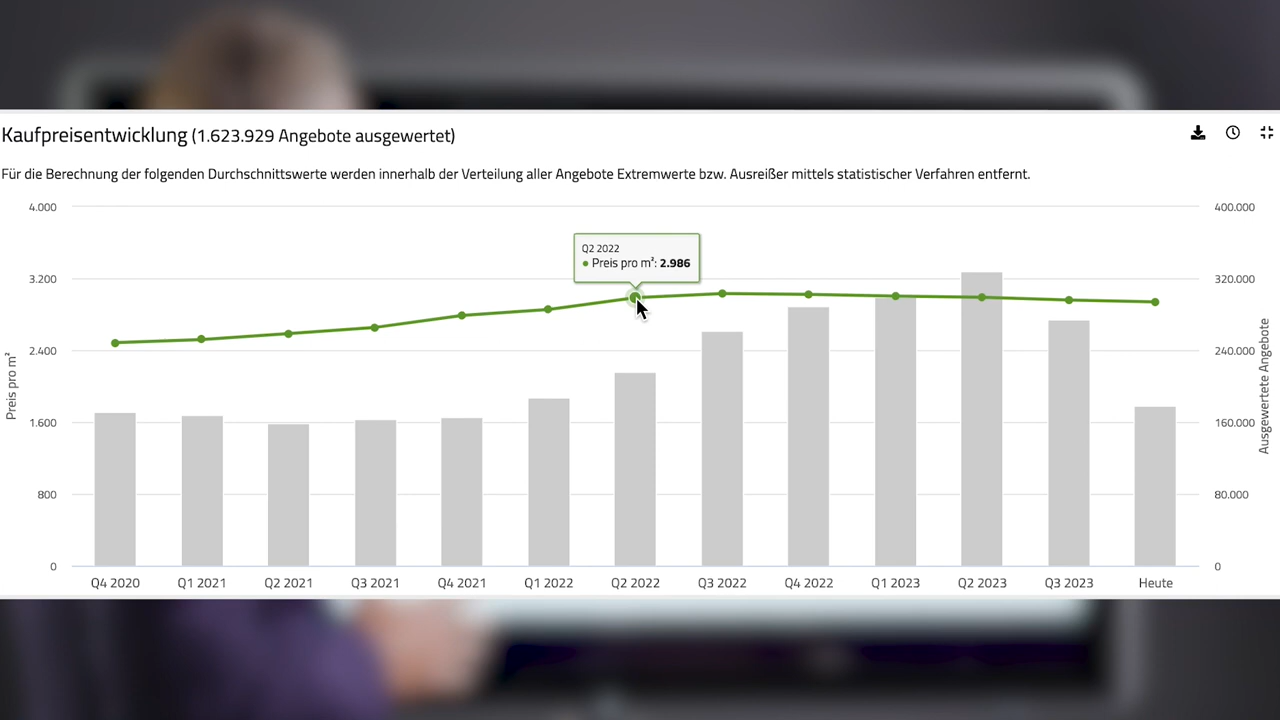 Kaufpreisentwicklung (1.623.929 Angebote ausgewertet)
Für die Berechnung der folgenden Durchschnittswerte werden innerhalb der Verteilung aller Angebote Extremwerte bzw. Ausreißer mittels statistischer Verfahren entfernt.
4.000
400.000
Q2 2022
Preis pro m²: 2.986
3.200
320.000
2.400
240.000
1.600
160.000
800
80.000
0
0
Preis pro m²
Ausgewertete Angebote
Q4 2020 Q1 2021 Q2 2021 Q3 2021 Q4 2021 Q1 2022 Q2 2022 Q3 2022 Q4 2022 Q1 2023 Q2 2023 Q3 2023 Heute